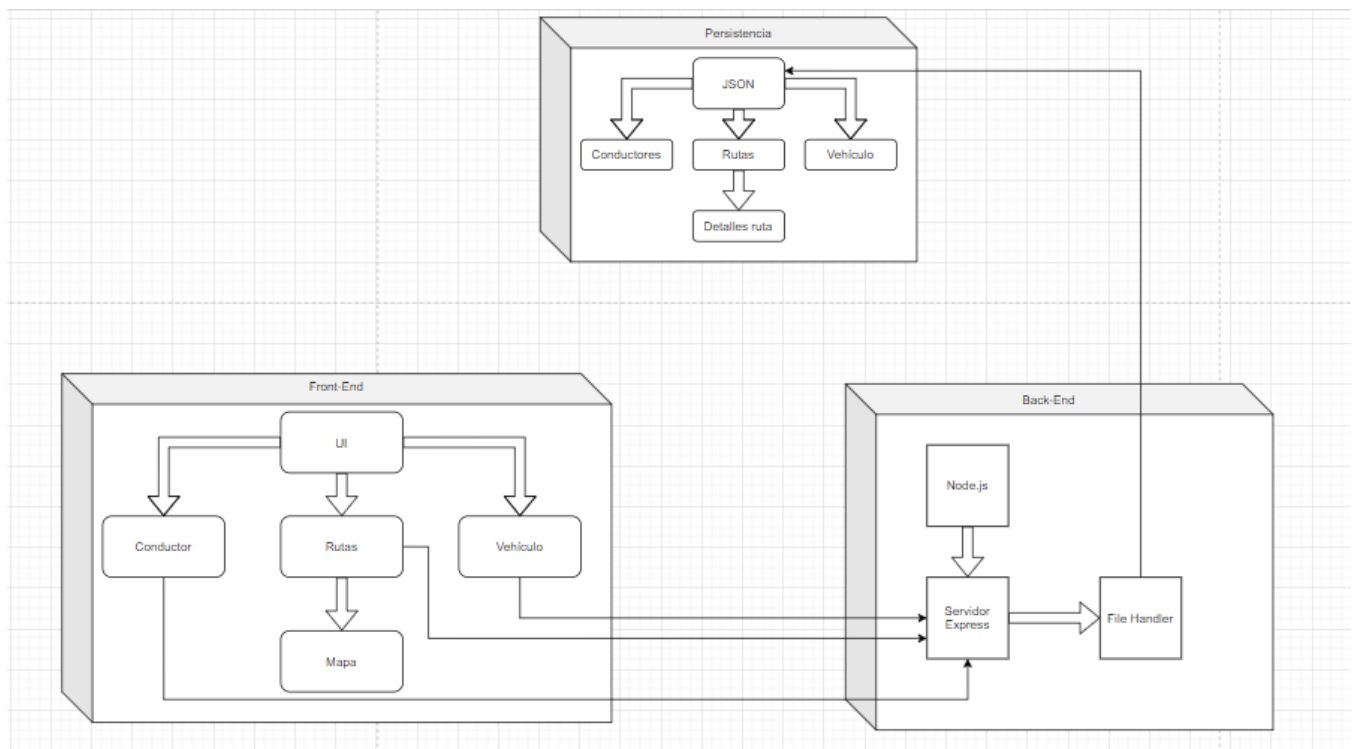 Persistencia
JSON
Conductores
Rutas
Vehículo
Detalles ruta
Front-End
UI
Conductor
Rutas
Vehículo
Mapa
Back-End
Node.js
Servidor
Express
File Handler